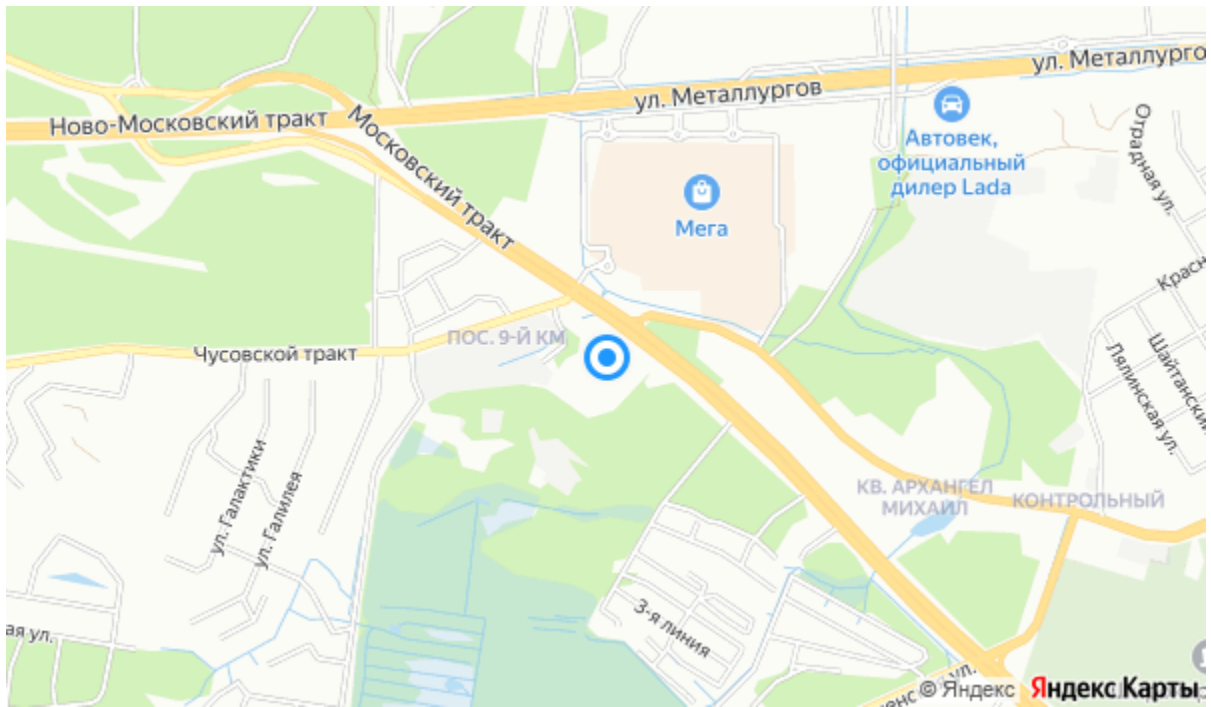 ул. Металлурго
ул. Металлургов
Ново-Московский тракт
Московский тракт
Автовек,
официальный
дилер Lada
Отрадная ул.
Мега
Красн
ПОС. 9-Й КМ
Чусовской тракт
Шайтанский
Лялинская ул.
ул. Галактики
ул. Галилея
КВ. АРХАНГЕЛ
МИХАИЛ
КОНТРОЛЬНЫЙ
3-я линия
ая ул.
© Яндекс
Яндекс Карты